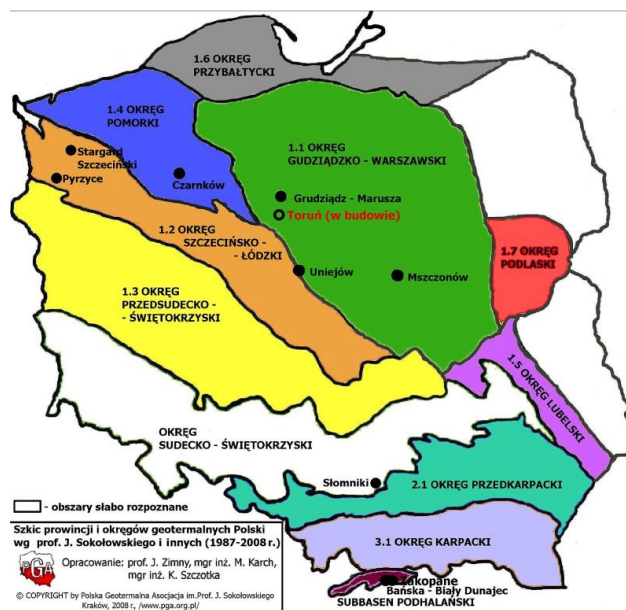 1.6 OKRĘG
PRZYBAŁTYCKI
1.4 OKRĘG
POMORKI
Stargard
Szczeciński
Pyrzyce
Czarnków
1.1 OKRĘG
GUDZIĄDZKO - WARSZAWSKI
Grudziądz - Marusza
Toruń (w budowie)
1.2 OKRĘG
SZCZECIŃSKO -
- ŁÓDZKI
Uniejów
Mszczonów
1.7 OKRĘG
PODLASKI
1.3 OKRĘG
PRZEDSUDECKO -
- ŚWIĘTOKRZYSKI
1.5 OKRĘG LUBELSKI
OKRĘG
SUDECKO - ŚWIĘTOKRZYSKI
Słomniki
2.1 OKRĘG PRZEDKARPACKI
3.1 OKRĘG KARPACKI
Zakopane
Bańska - Biały Dunajec
SUBBASEN PODHALAŃSKI
- obszary słabo rozpoznane
Szkic prowincji i okręgów geotermalnych Polski
wg prof. J. Sokołowskiego i innych (1987-2008 r.)
PGA
Opracowanie: prof. J. Zimny, mgr inż. M. Karch,
mgr inż. K. Szczotka
© COPYRIGHT by Polska Geotermalna Asocjacja im.Prof. J. Sokołowskiego
Kraków, 2008 r., /www.pga.org.pl/